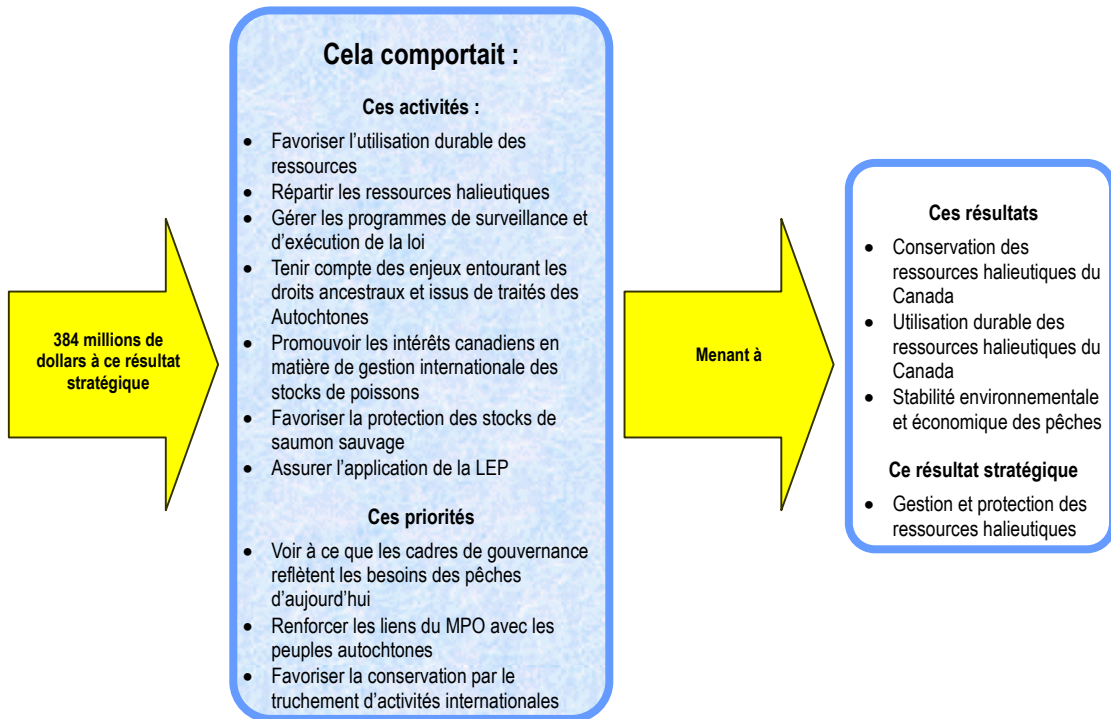 384 millions de
dollars à ce résultat
stratégique
Cela comportait :
Ces activités :
• Favoriser l’utilisation durable des
ressources
• Répartir les ressources halieutiques
• Gérer les programmes de surveillance et
d’exécution de la loi
• Tenir compte des enjeux entourant les
droits ancestraux et issus de traités des
Autochtones
• Promouvoir les intérêts canadiens en
matière de gestion internationale des
stocks de poissons
• Favoriser la protection des stocks de
saumon sauvage
• Assurer l’application de la LEP
Ces priorités
• Voir à ce que les cadres de gouvernance
reflètent les besoins des pêches
d’aujourd’hui
• Renforcer les liens du MPO avec les
peuples autochtones
• Favoriser la conservation par le
truchement d’activités internationales
Menant à
Ces résultats
• Conservation des
ressources halieutiques du
Canada
• Utilisation durable des
ressources halieutiques du
Canada
• Stabilité environnementale
et économique des pêches
Ce résultat stratégique
• Gestion et protection des
ressources halieutiques